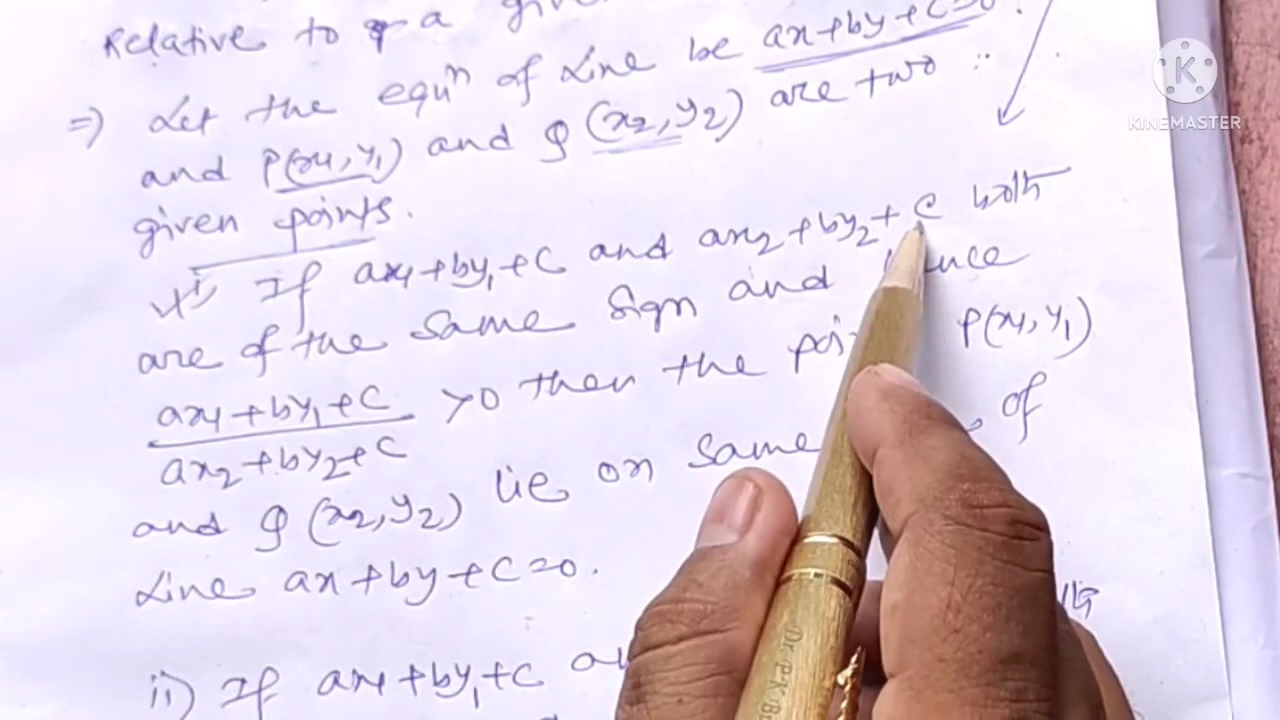 Relative to a given
⇒ Let the equⁿ of Line be ax+by+c=0.
and P(x₁,y₁) and Q (x₂,y₂) are two
given points.
i) If ax₁+by₁+c and ax₂+by₂+c both
are of the same sign and
ax₁+by₁+c / ax₂+by₂+c >0 then the P(x₁,y₁)
and Q (x₂,y₂) lie on same of
Line ax+by+c=0.
ii) If ax₁+by₁+c
KINEMASTER
Dr. P.K.